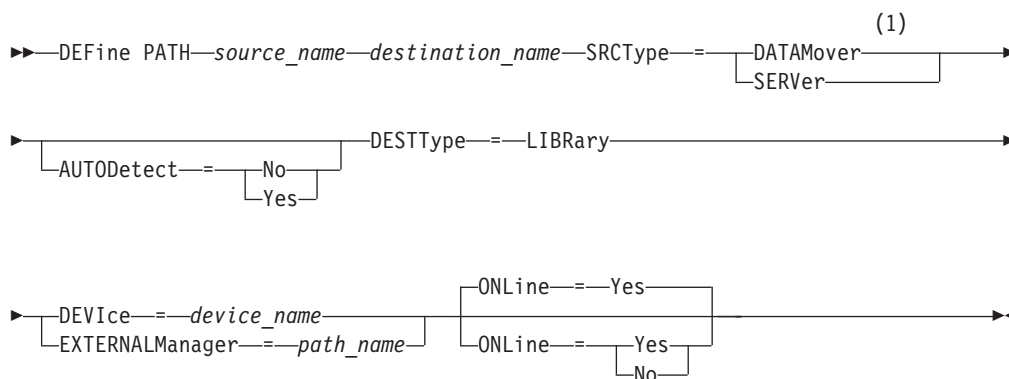 (1)
DEFine PATH source_name destination_name SRCType = DATAMover
SERVer
DESTType = LIBRary
AUTODetect = No
Yes
ONLine = Yes
DEVIce = device_name
EXTERNALManager = path_name
ONLine = Yes
No